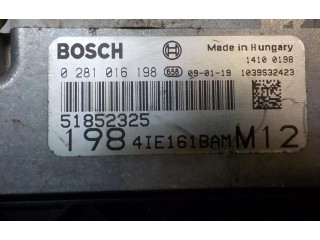 BOSCH Made in Hungary
1410 0198
0 281 016 198 658 09-01-19 1039S32423
51852325
198 4IE161BAM M12